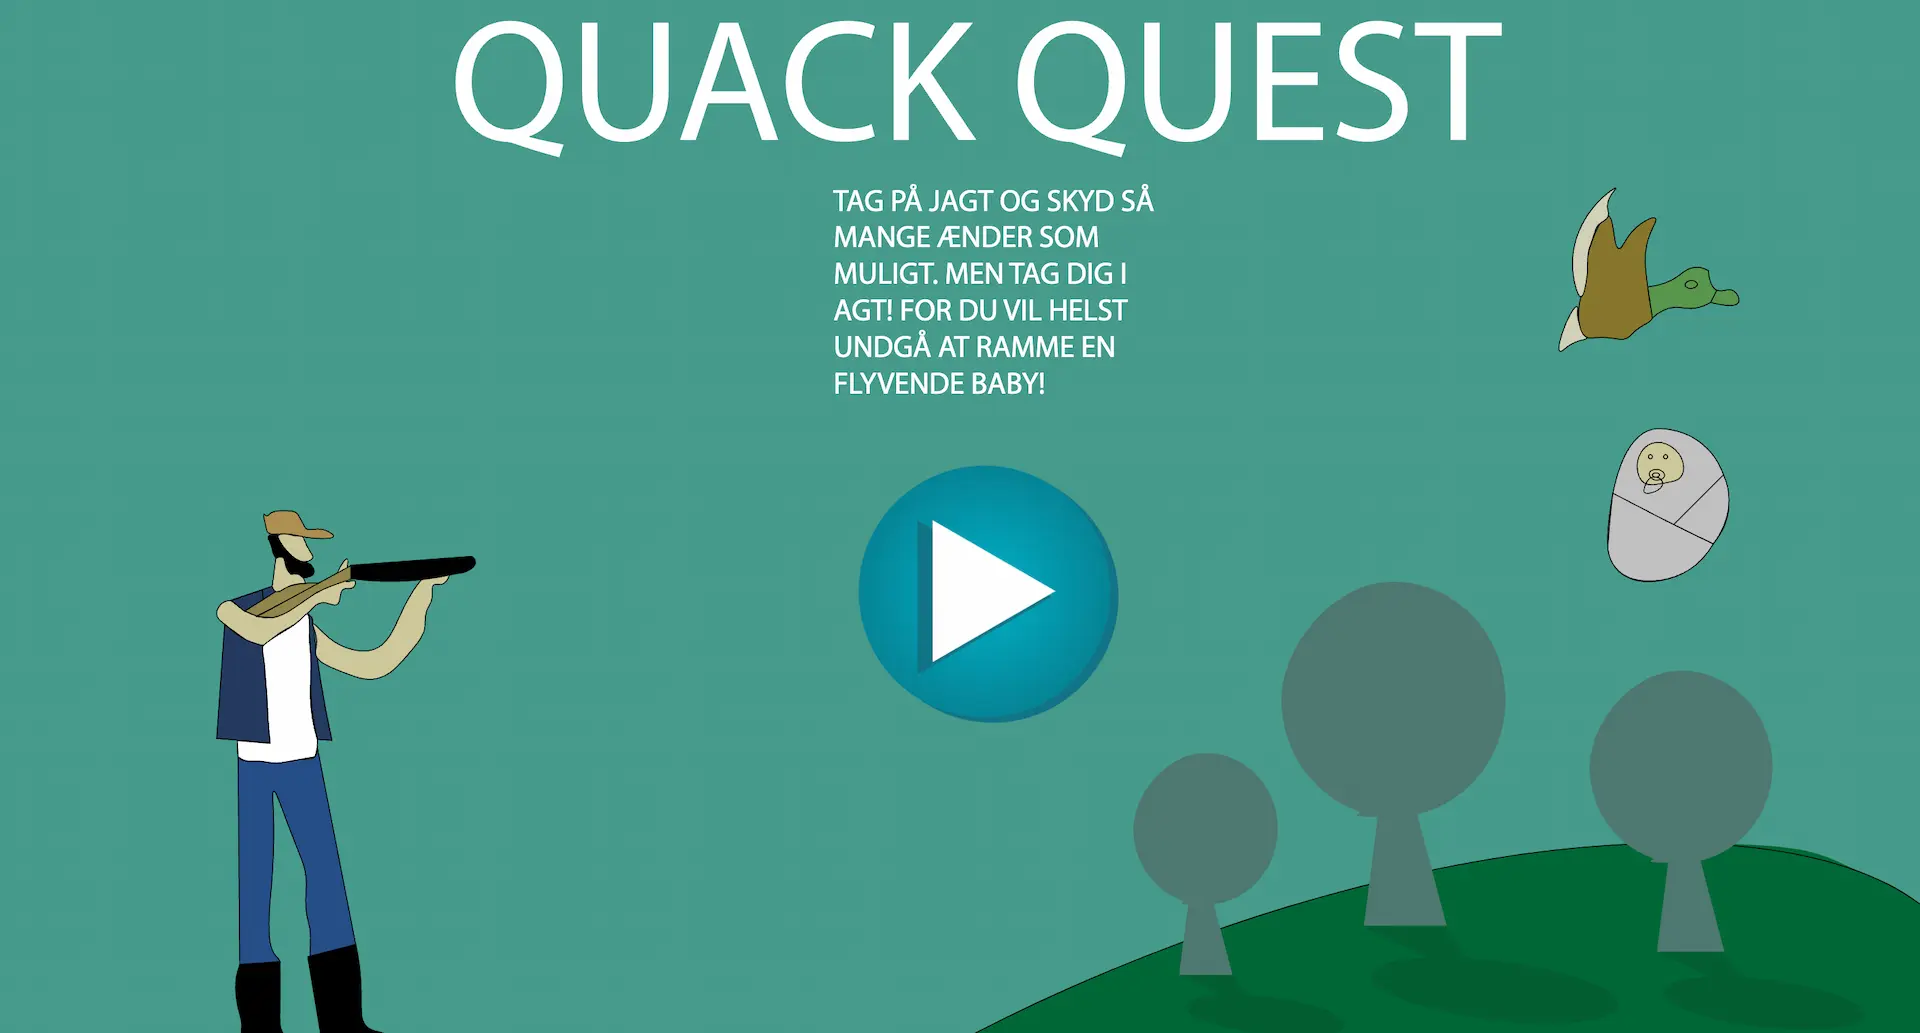 QUACK QUEST
TAG PÅ JAGT OG SKYD SÅ
MANGE ÆNDER SOM
MULIGT. MEN TAG DIG I
AGT! FOR DU VIL HELST
UNDGÅ AT RAMME EN
FLYVENDE BABY!